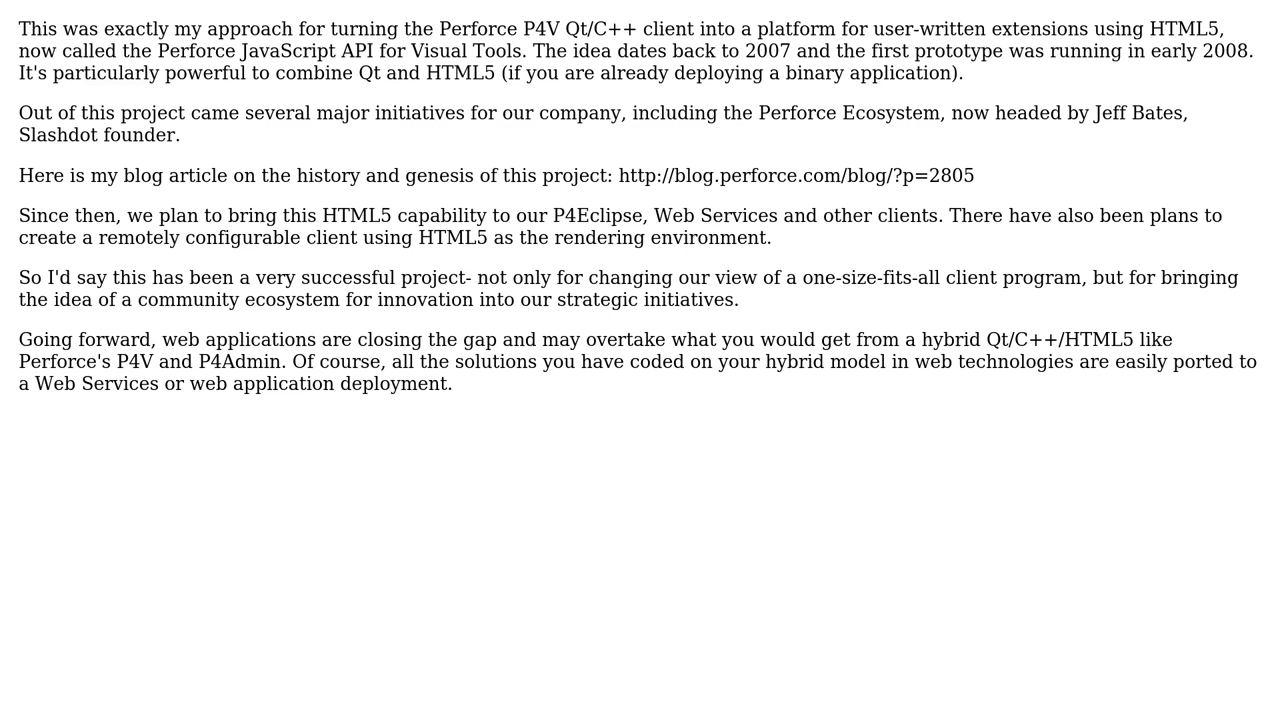 This was exactly my approach for turning the Perforce P4V Qt/C++ client into a platform for user-written extensions using HTML5,
now called the Perforce JavaScript API for Visual Tools. The idea dates back to 2007 and the first prototype was running in early 2008.
It's particularly powerful to combine Qt and HTML5 (if you are already deploying a binary application).
Out of this project came several major initiatives for our company, including the Perforce Ecosystem, now headed by Jeff Bates,
Slashdot founder.
Here is my blog article on the history and genesis of this project: http://blog.perforce.com/blog/?p=2805
Since then, we plan to bring this HTML5 capability to our P4Eclipse, Web Services and other clients. There have also been plans to
create a remotely configurable client using HTML5 as the rendering environment.
So I'd say this has been a very successful project- not only for changing our view of a one-size-fits-all client program, but for bringing
the idea of a community ecosystem for innovation into our strategic initiatives.
Going forward, web applications are closing the gap and may overtake what you would get from a hybrid Qt/C++/HTML5 like
Perforce's P4V and P4Admin. Of course, all the solutions you have coded on your hybrid model in web technologies are easily ported to
a Web Services or web application deployment.